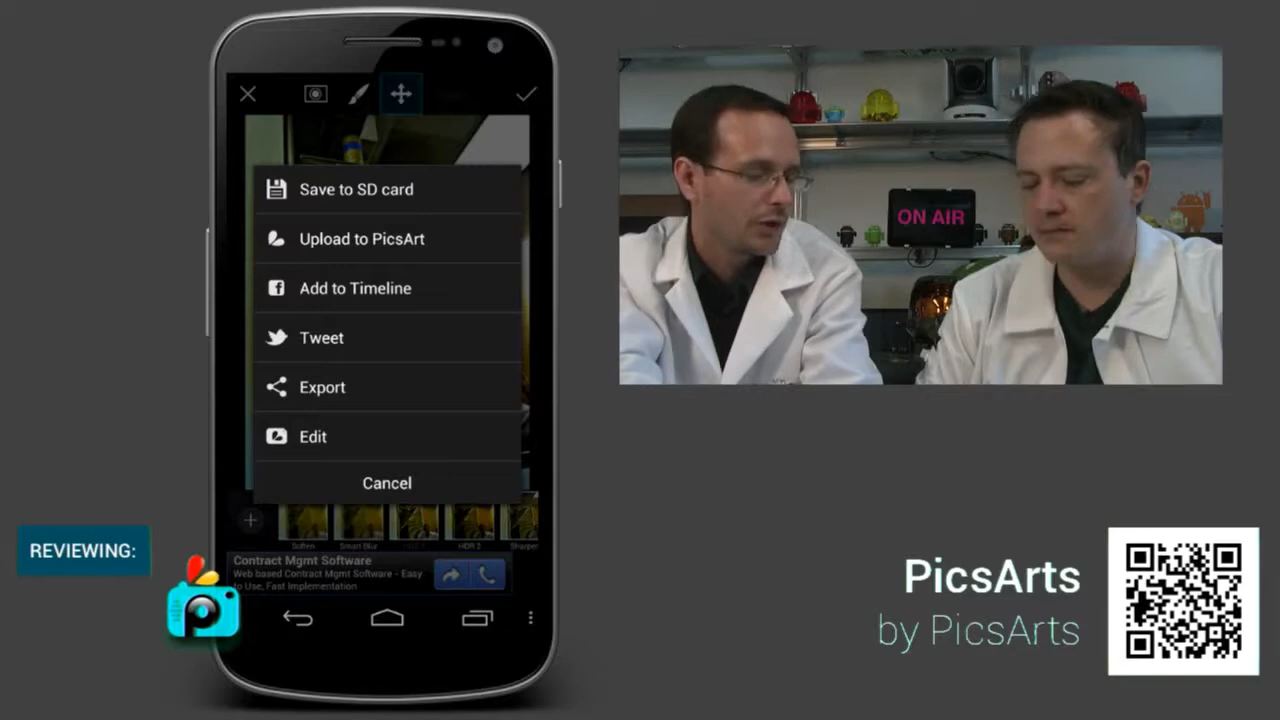 Save to SD card
Upload to PicsArt
Add to Timeline
Tweet
Export
Edit
Cancel
Soften
Smart Blur
HDR 2
Sharpen
Contract Mgmt Software
Web based Contract Mgmt Software - Easy
to Use, Fast Implementation
ON AIR
REVIEWING:
PicsArts
by PicsArts